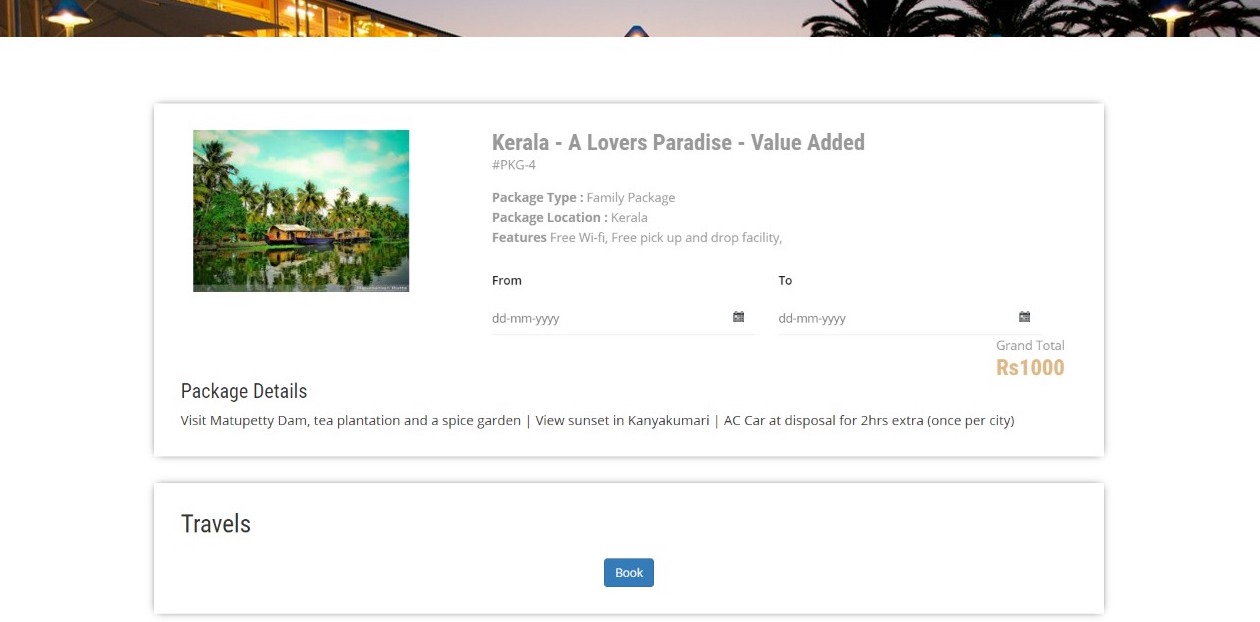 Kerala - A Lovers Paradise - Value Added
#PKG-4
Package Type : Family Package
Package Location : Kerala
Features Free Wi-fi, Free pick up and drop facility,
From
To
dd-mm-yyyy
dd-mm-yyyy
Grand Total
Rs1000
Package Details
Visit Matupetty Dam, tea plantation and a spice garden | View sunset in Kanyakumari | AC Car at disposal for 2hrs extra (once per city)
Travels
Book